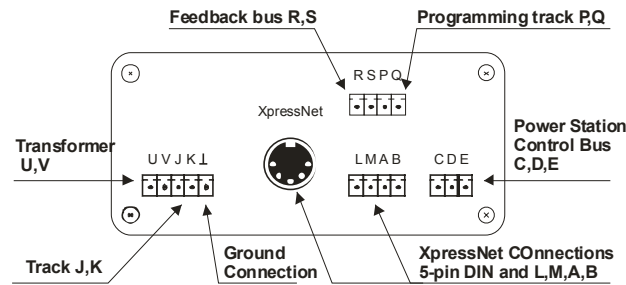 Feedback bus R,S
Programming track P,Q
R S P Q
XpressNet
Transformer
U,V
U V J K ⊥
L M A B
C D E
Power Station
Control Bus
C,D,E
Track J,K
Ground
Connection
XpressNet COnnections
5-pin DIN and L,M,A,B